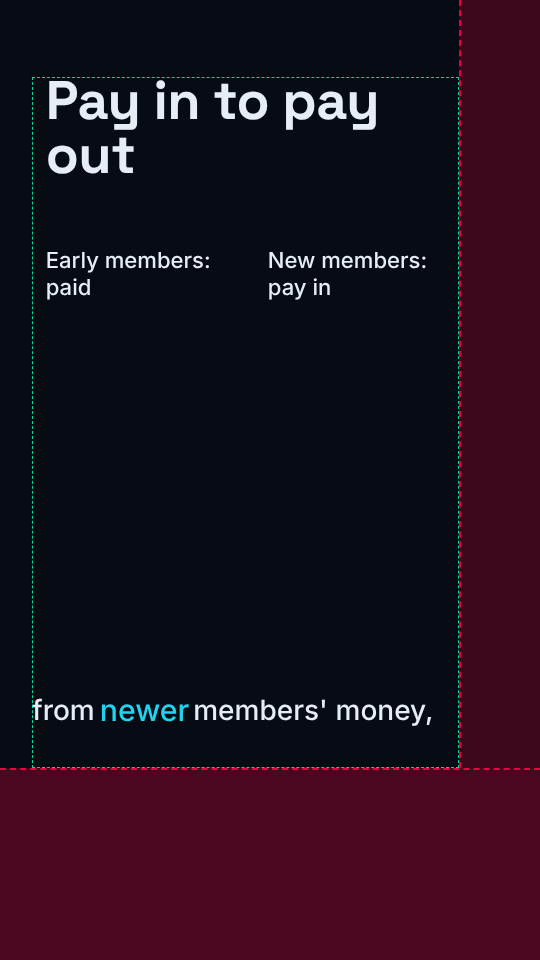 Pay in to pay
out
Early members:
paid
New members:
pay in
from newer members' money,